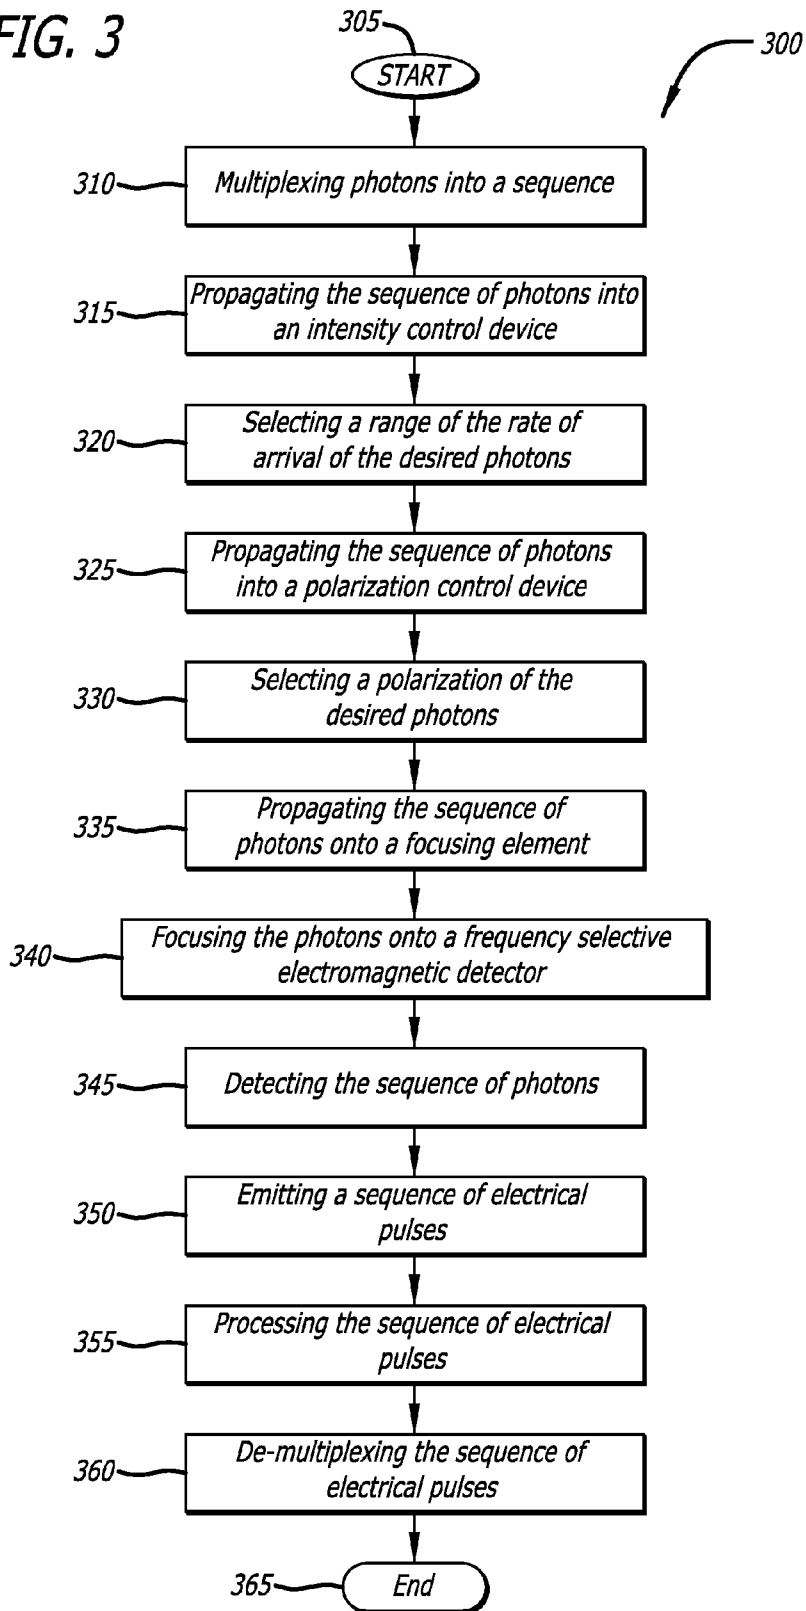 FIG. 3
305
300
START
310
Multiplexing photons into a sequence
315
Propagating the sequence of photons into
an intensity control device
320
Selecting a range of the rate of
arrival of the desired photons
325
Propagating the sequence of photons
into a polarization control device
330
Selecting a polarization of the
desired photons
335
Propagating the sequence of
photons onto a focusing element
340
Focusing the photons onto a frequency selective
electromagnetic detector
345
Detecting the sequence of photons
350
Emitting a sequence of electrical
pulses
355
Processing the sequence of electrical
pulses
360
De-multiplexing the sequence of
electrical pulses
365
End